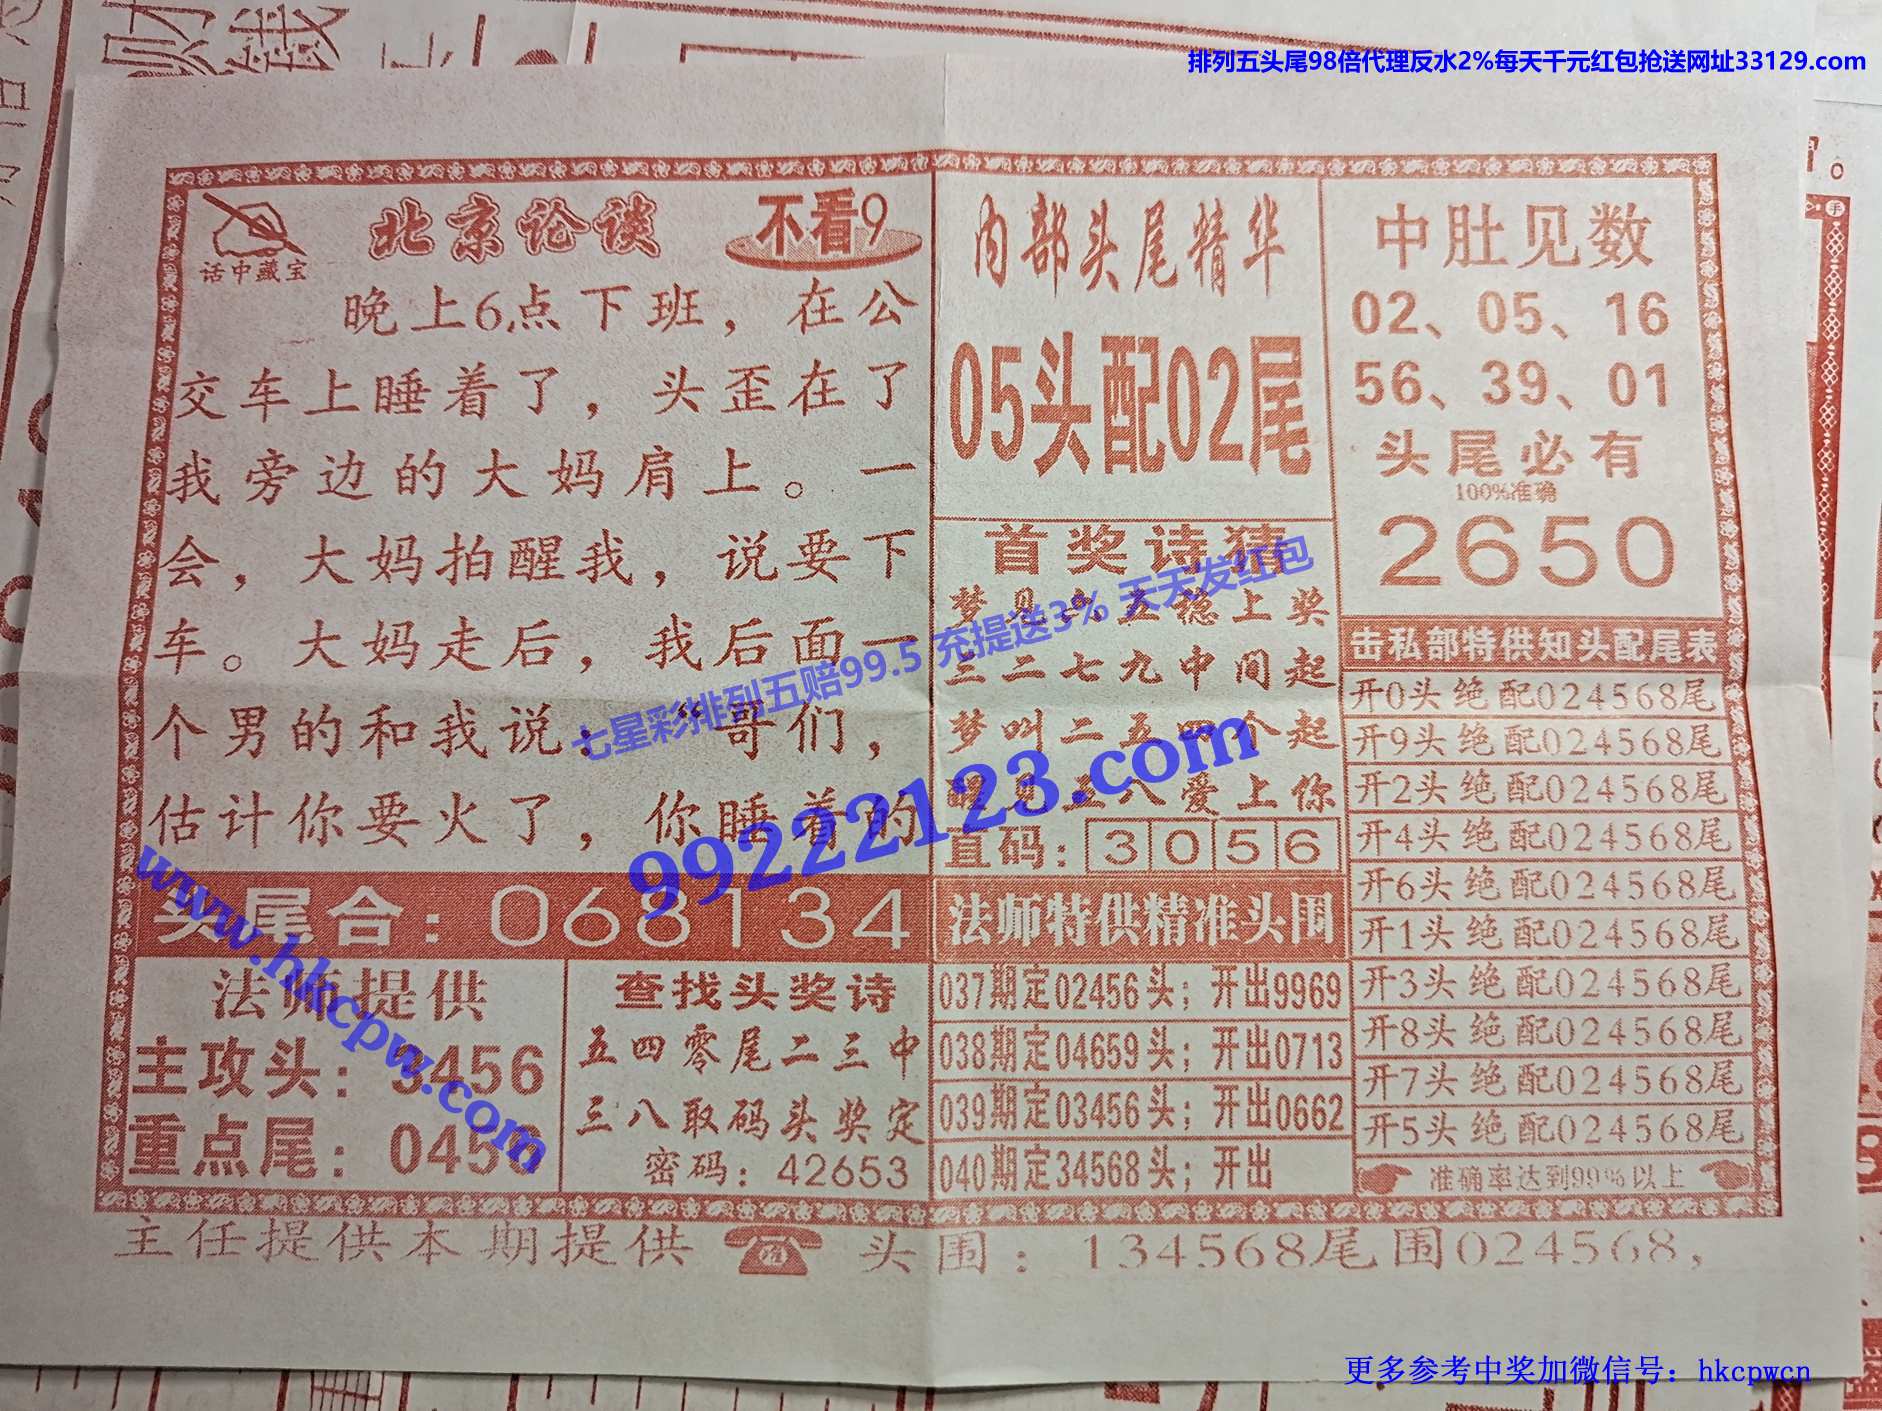 排列五头尾98倍代理反水2%每天千元红包抢送网址33129.com
话中藏宝
北京论谈
不看9
晚上6点下班，在公
交车上睡着了，头歪在了
我旁边的大妈肩上。一
会，大妈拍醒我，说要下
车。大妈走后，我后面一
个男的和我说：“哥们，
估计你要火了，你睡着的
头尾合：068134
法师提供
主攻头：3456
重点尾：0456
查找头奖诗
五四零尾二三中
三八取码头奖定
密码：42653
内部头尾精华
05头配02尾
首奖诗猜
梦见六五稳上奖
三二七九中间起
梦叫二五四个起
五八爱上你
直码：3056
法师特供精准头围
037期定02456头；开出9969
038期定04659头；开出0713
039期定03456头；开出0662
040期定34568头；开出
中肚见数
02、05、16
56、39、01
头尾必有
100%准确
2650
击私部特供知头配尾表
开0头绝配024568尾
开9头绝配024568尾
开2头绝配024568尾
开4头绝配024568尾
开6头绝配024568尾
开1头绝配024568尾
开3头绝配024568尾
开8头绝配024568尾
开7头绝配024568尾
开5头绝配024568尾
准确率达到99%以上
主任提供本期提供 头围：134568尾围024568，
七星彩排列五赔99.5 充提送3% 天天发红包
99222123.com
www.hkcpw.com
更多参考中奖加微信号：hkcpwcn